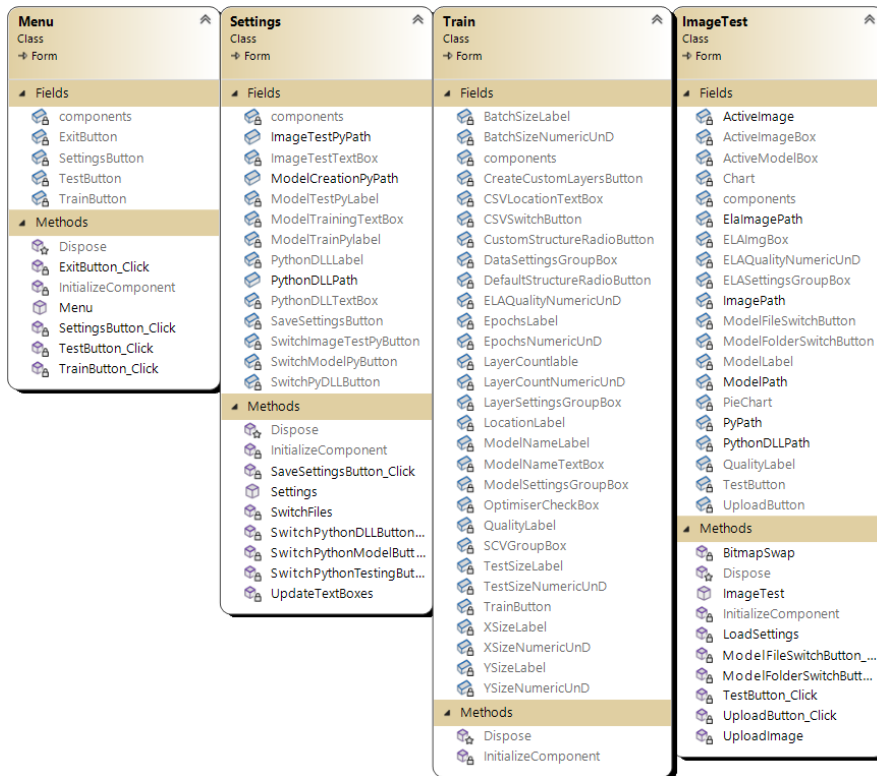 Menu
Class
Form
Fields
components
ExitButton
SettingsButton
TestButton
TrainButton
Methods
Dispose
ExitButton_Click
InitializeComponent
Menu
SettingsButton_Click
TestButton_Click
TrainButton_Click
Settings
Class
Form
Fields
components
ImageTestPyPath
ImageTestTextBox
ModelCreationPyPath
ModelTestPyLabel
ModelTrainingTextBox
ModelTrainPylabel
PythonDLLLabel
PythonDLLPath
PythonDLLTextBox
SaveSettingsButton
SwitchImageTestPyButton
SwitchModelPyButton
SwitchPyDLLButton
Methods
Dispose
InitializeComponent
SaveSettingsButton_Click
Settings
SwitchFiles
SwitchPythonDLLButton...
SwitchPythonModelButt...
SwitchPythonTestingBut...
UpdateTextBoxes
Train
Class
Form
Fields
BatchSizeLabel
BatchSizeNumericUnD
components
CreateCustomLayersButton
CSVLocationTextBox
CSVSwitchButton
CustomStructureRadioButton
DataSettingsGroupBox
DefaultStructureRadioButton
ELAQualityNumericUnD
EpochsLabel
EpochsNumericUnD
LayerCountlable
LayerCountNumericUnD
LayerSettingsGroupBox
LocationLabel
ModelNameLabel
ModelNameTextBox
ModelSettingsGroupBox
OptimiserCheckBox
QualityLabel
SCVGroupBox
TestSizeLabel
TestSizeNumericUnD
TrainButton
XSizeLabel
XSizeNumericUnD
YSizeLabel
YSizeNumericUnD
Methods
Dispose
InitializeComponent
ImageTest
Class
Form
Fields
ActiveImage
ActiveImageBox
ActiveModelBox
Chart
components
ElaImagePath
ELAImgBox
ELAQualityNumericUnD
ELASettingsGroupBox
ImagePath
ModelFileSwitchButton
ModelFolderSwitchButton
ModelLabel
ModelPath
PieChart
PyPath
PythonDLLPath
QualityLabel
TestButton
UploadButton
Methods
BitmapSwap
Dispose
ImageTest
InitializeComponent
LoadSettings
ModelFileSwitchButton_...
ModelFolderSwitchButt...
TestButton_Click
UploadButton_Click
UploadImage